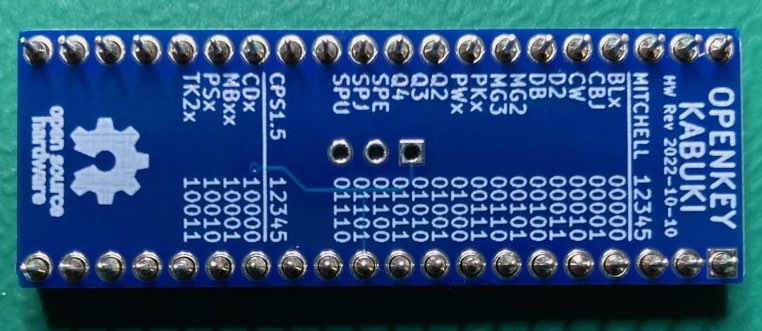 OPENKEY
KABUKI
HW Rev 2022-10-10
MITCHELL 12345
BLx 00000
CBJ 00001
CW 00010
D2 00011
DB 00100
MG2 00101
MG3 00110
PKx 00111
PWx 01000
Q2 01001
Q3 01010
Q4 01011
SPE 01100
SPJ 01101
SPU 01110
CPS1.5 12345
CDx 10000
MBxx 10001
PSx 10010
TK2x 10011
open source
hardware